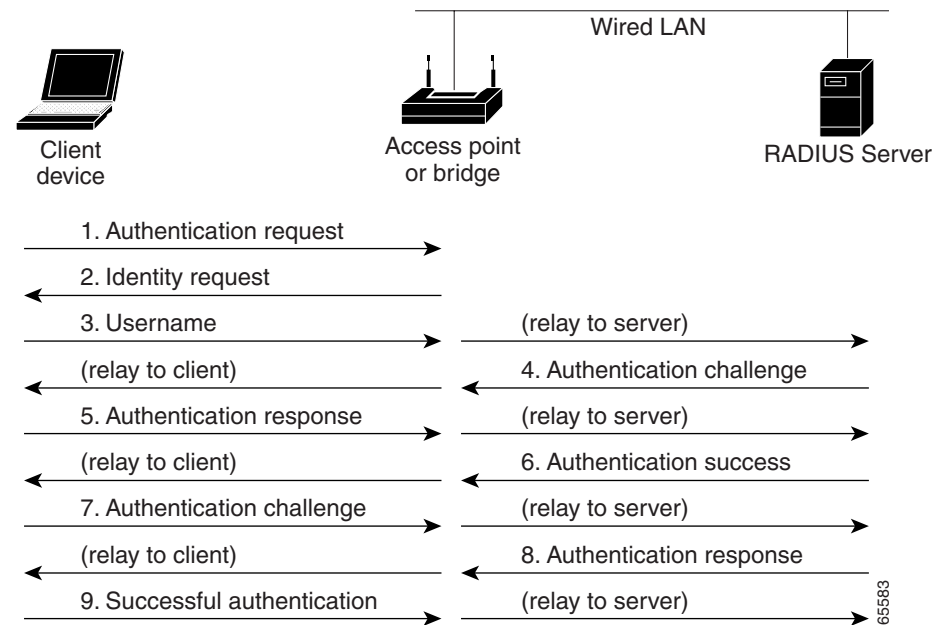 Wired LAN
Client
device
Access point
or bridge
RADIUS Server
1. Authentication request
2. Identity request
3. Username
(relay to server)
(relay to client)
4. Authentication challenge
5. Authentication response
(relay to server)
(relay to client)
6. Authentication success
7. Authentication challenge
(relay to server)
(relay to client)
8. Authentication response
9. Successful authentication
(relay to server)
65583